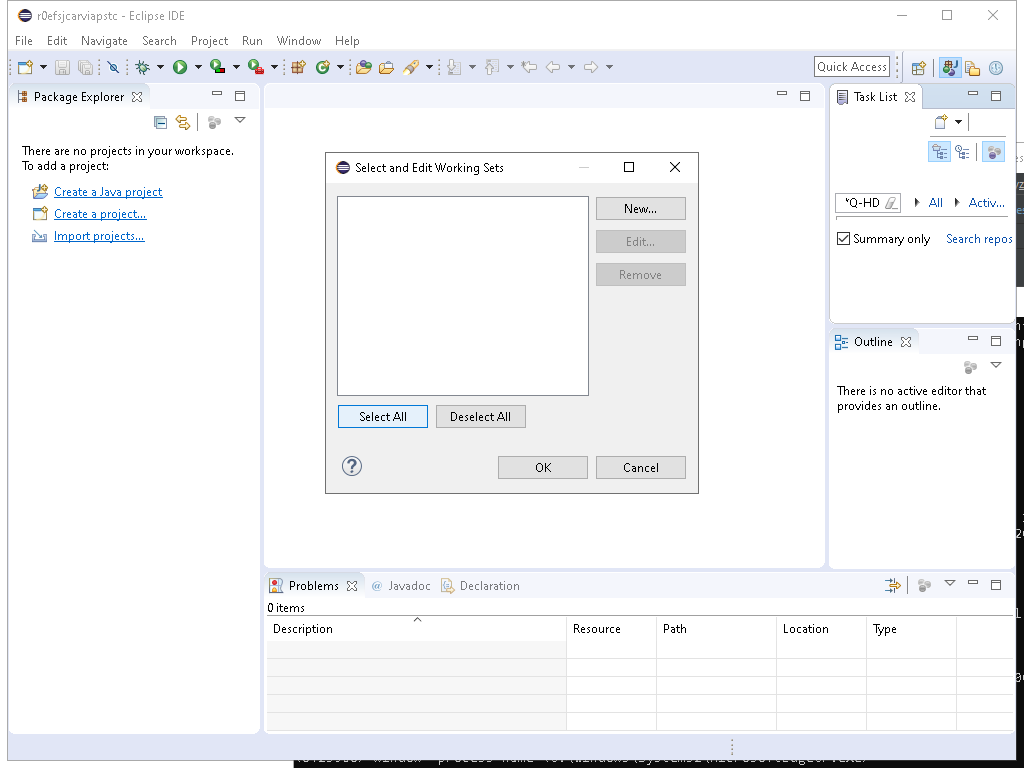 r0efsjcarviapstc - Eclipse IDE
File Edit Navigate Search Project Run Window Help
Quick Access
Package Explorer
There are no projects in your workspace.
To add a project:
Create a Java project
Create a project...
Import projects...
Select and Edit Working Sets
New...
Edit...
Remove
Select All
Deselect All
?
OK
Cancel
Task List
*Q-HD
All
Activ...
Summary only
Search repos
Outline
There is no active editor that
provides an outline.
Problems
@ Javadoc
Declaration
0 items
Description
Resource
Path
Location
Type